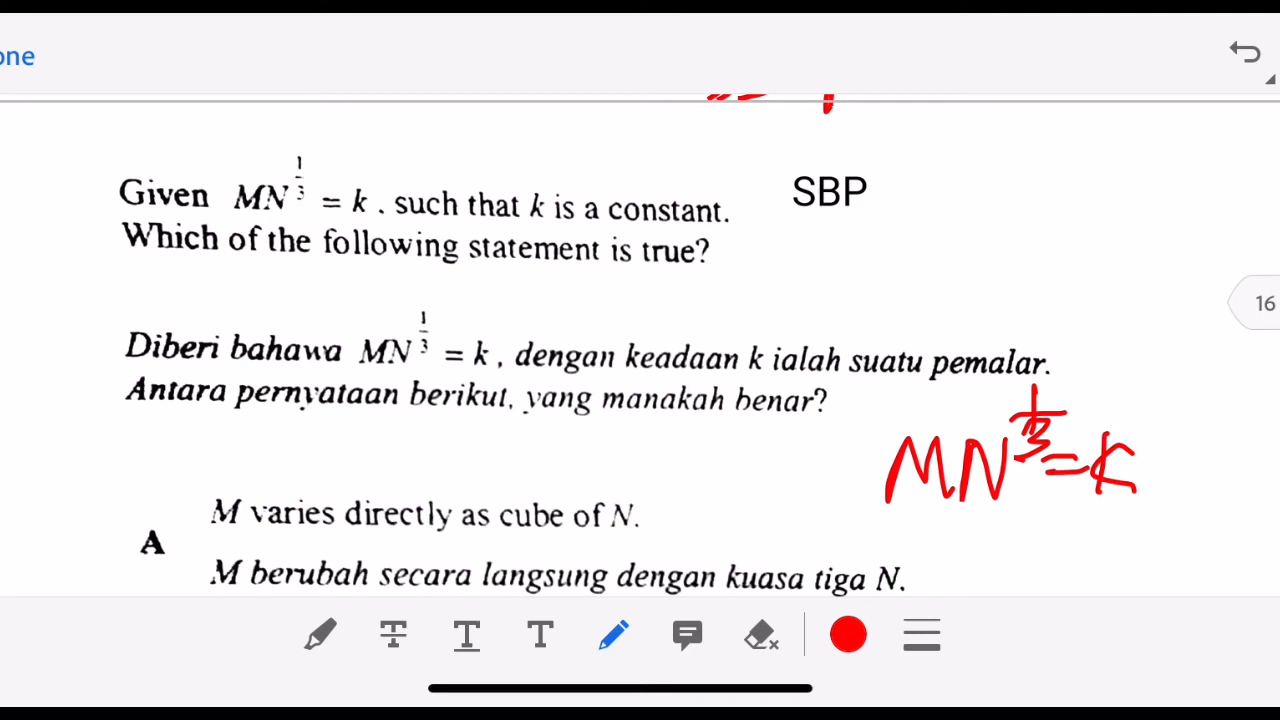 one
Given MN^{1/3} = k . such that k is a constant.
SBP
Which of the following statement is true?
16
Diberi bahawa MN^{1/3} = k , dengan keadaan k ialah suatu pemalar.
Antara pernyataan berikut, yang manakah benar?
MN^{1/3} = k
M varies directly as cube of N.
A
M berubah secara langsung dengan kuasa tiga N.
T T T